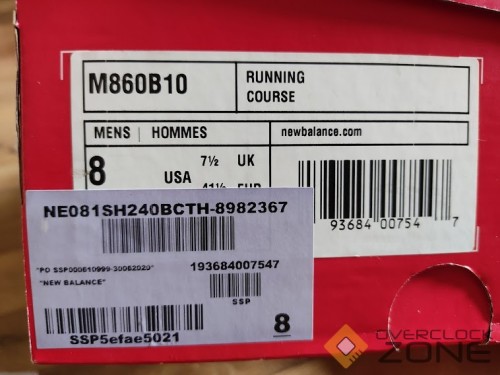 M860B10
RUNNING
COURSE
MENS | HOMMES
newbalance.com
8 USA 7½ UK
41½ EUR
93684 00754 7
NE081SH240BCTH-8982367
"PO SSP000610999-30062020"
193684007547
"NEW BALANCE"
SSP
SSP5efae5021
8
OVERCLOCK
ZONE